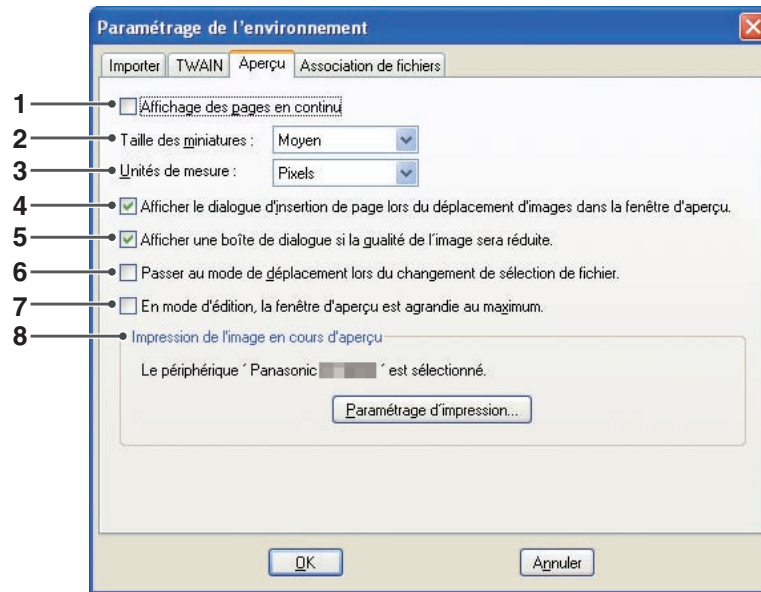 Paramétrage de l'environnement
Importer TWAIN Aperçu Association de fichiers
1 Affichage des pages en continu
2 Taille des miniatures : Moyen
3 Unités de mesure : Pixels
4 Afficher le dialogue d'insertion de page lors du déplacement d'images dans la fenêtre d'aperçu.
5 Afficher une boîte de dialogue si la qualité de l´image sera réduite.
6 Passer au mode de déplacement lors du changement de sélection de fichier.
7 En mode d'édition, la fenêtre d'aperçu est agrandie au maximum.
8 Impression de l'image en cours d'aperçu
Le périphérique ´ Panasonic ´ est sélectionné.
Paramétrage d´impression...
OK Annuler